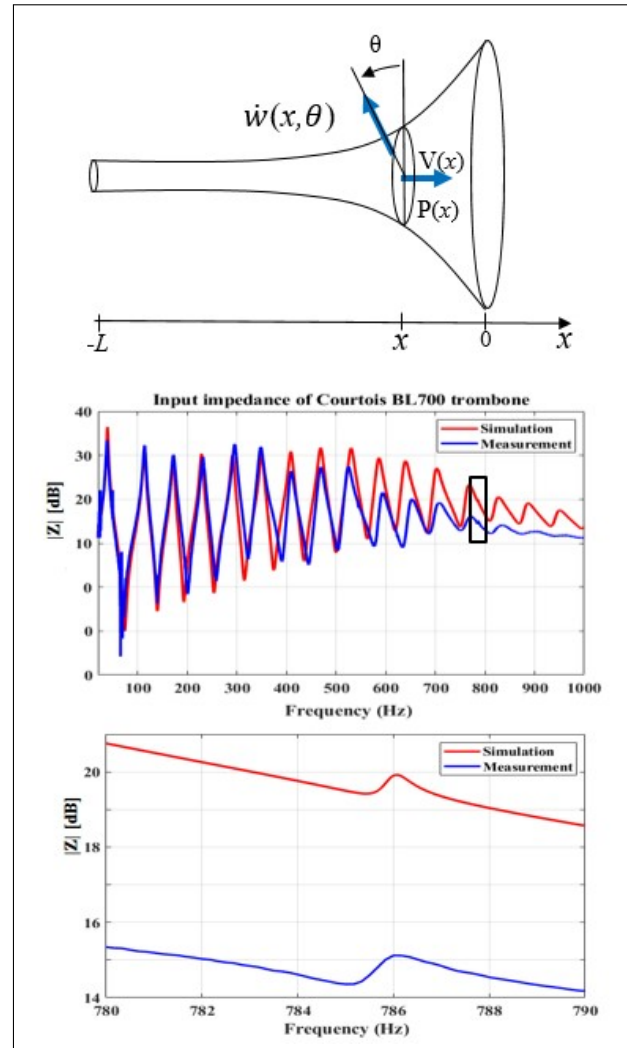 θ
ẇ(x,θ)
V(x)
P(x)
-L x 0 x
Input impedance of Courtois BL700 trombone
40
Simulation
Measurement
30
20
10
0
0
0
|Z| [dB]
100 200 300 400 500 600 700 800 900 1000
Frequency (Hz)
Simulation
Measurement
20
18
16
14
|Z| [dB]
780 782 784 786 788 790
Frequency (Hz)